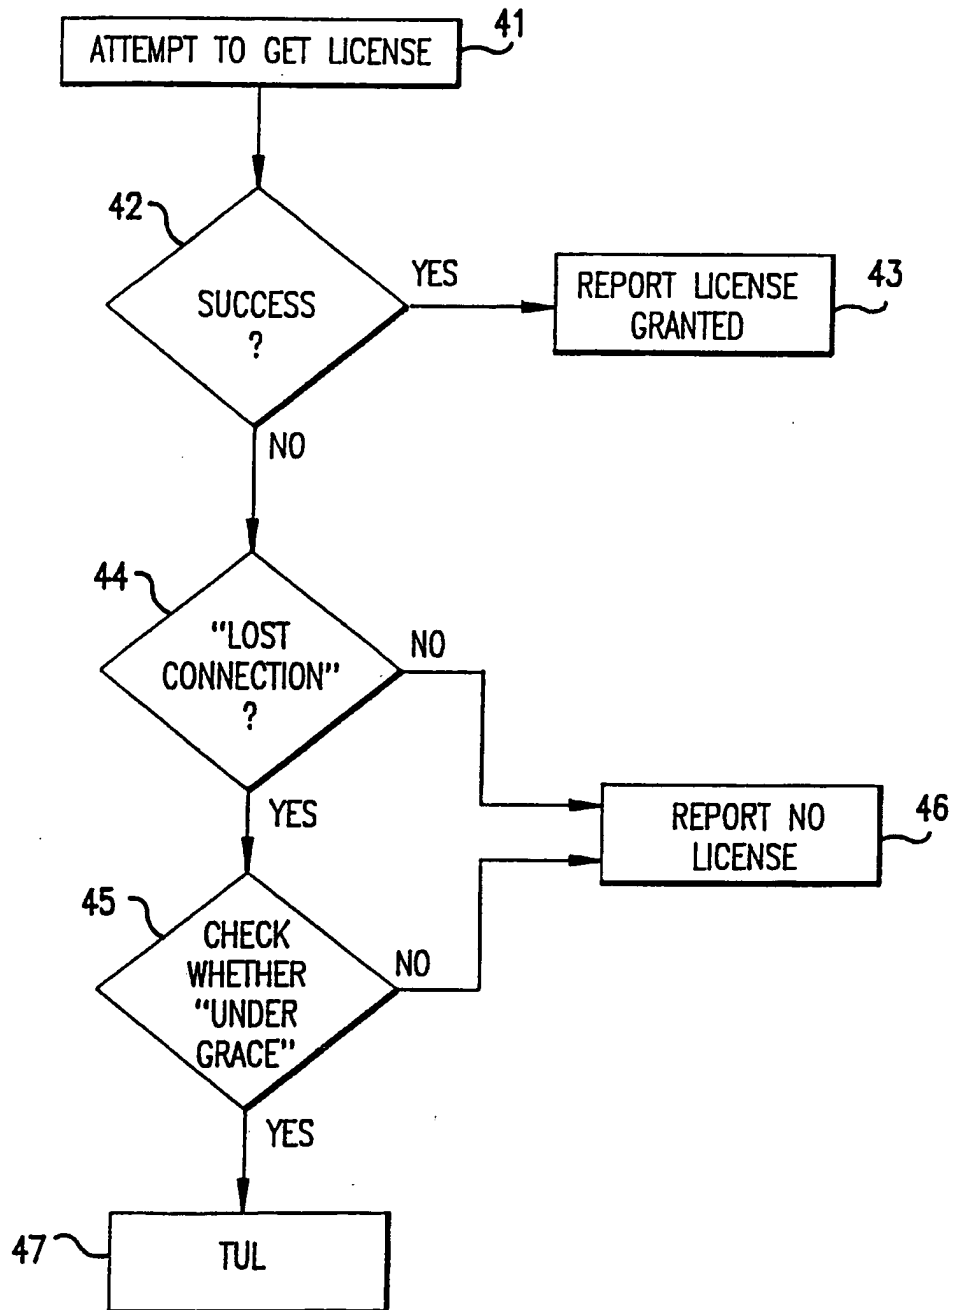 ATTEMPT TO GET LICENSE
41
42
SUCCESS
?
YES
REPORT LICENSE
GRANTED
43
NO
44
"LOST
CONNECTION"
?
NO
YES
REPORT NO
LICENSE
46
45
CHECK
WHETHER
"UNDER
GRACE"
NO
YES
47
TUL